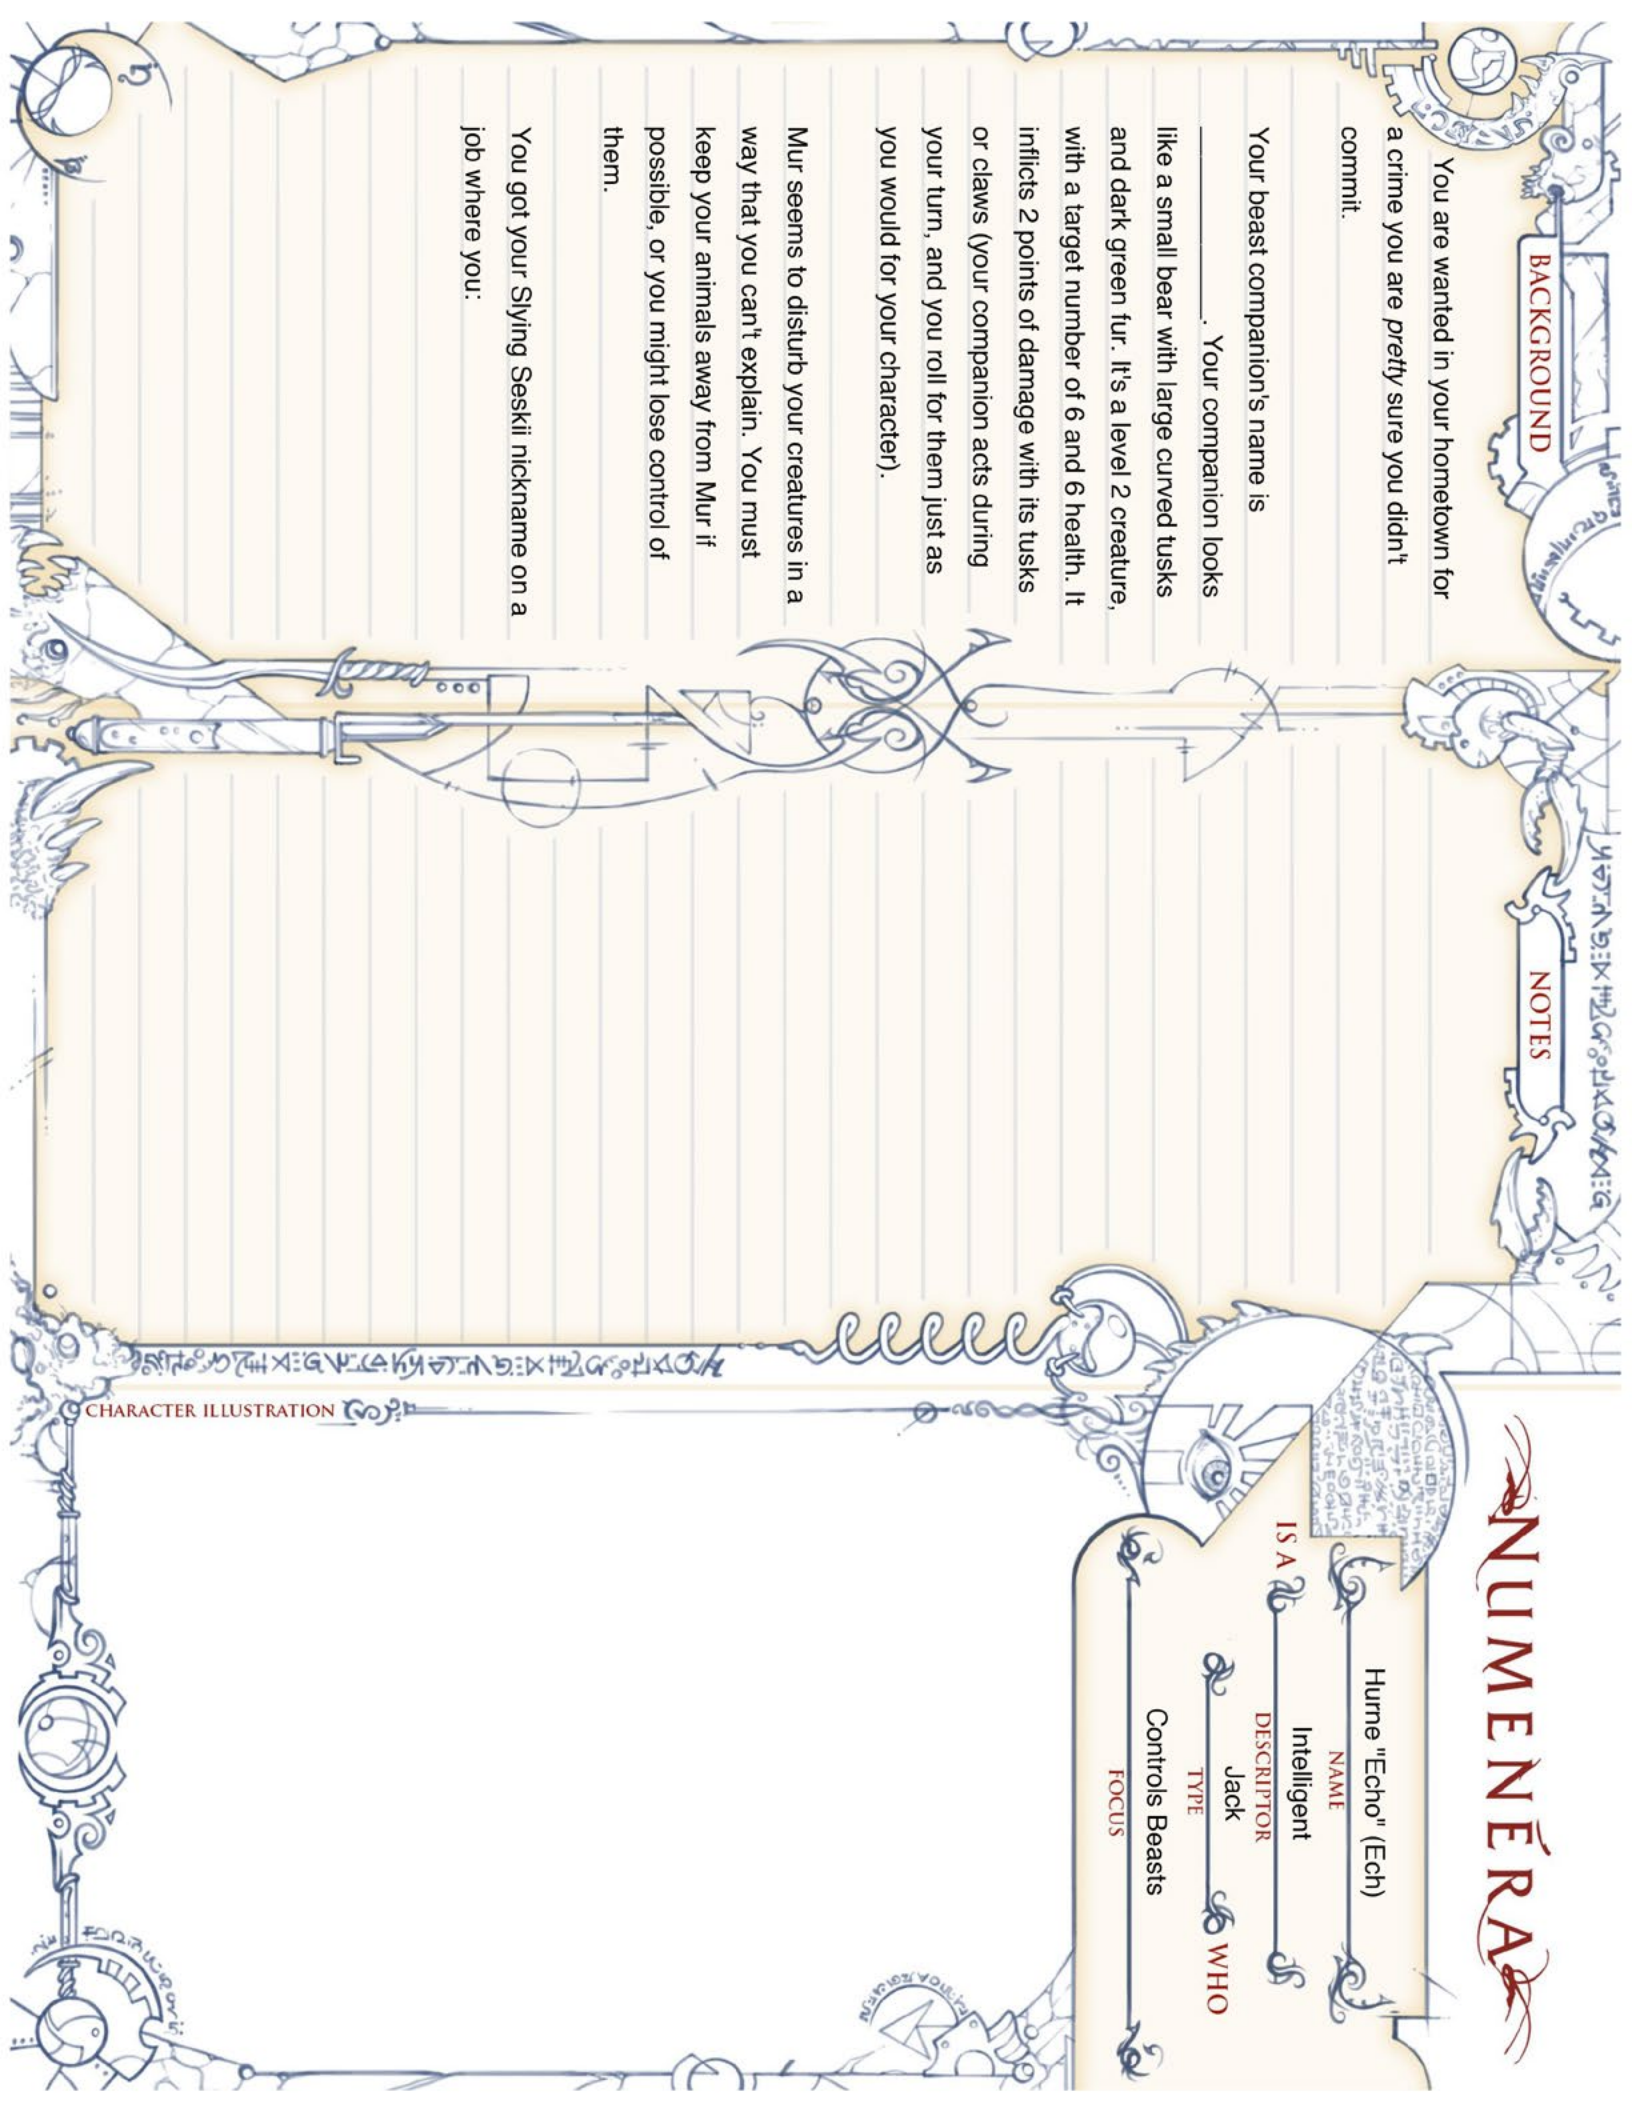 BACKGROUND
You are wanted in your hometown for
a crime you are pretty sure you didn't
commit.
Your beast companion's name is
____________. Your companion looks
like a small bear with large curved tusks
and dark green fur. It's a level 2 creature,
with a target number of 6 and 6 health. It
inflicts 2 points of damage with its tusks
or claws (your companion acts during
your turn, and you roll for them just as
you would for your character).
Mur seems to disturb your creatures in a
way that you can't explain. You must
keep your animals away from Mur if
possible, or you might lose control of
them.
You got your Slying Seskii nickname on a
job where you:
NOTES
NUMENERA
Hurne "Echo" (Ech)
NAME
IS A
Intelligent
DESCRIPTOR
Jack
TYPE
WHO
Controls Beasts
FOCUS
CHARACTER ILLUSTRATION